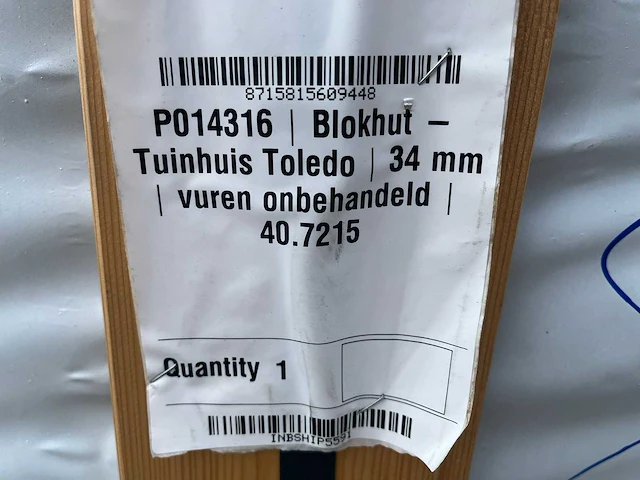 8715815609448
P014316 | Blokhut –
Tuinhuis Toledo | 34 mm
| vuren onbehandeld |
40.7215
Quantity 1
INBSHIP5591